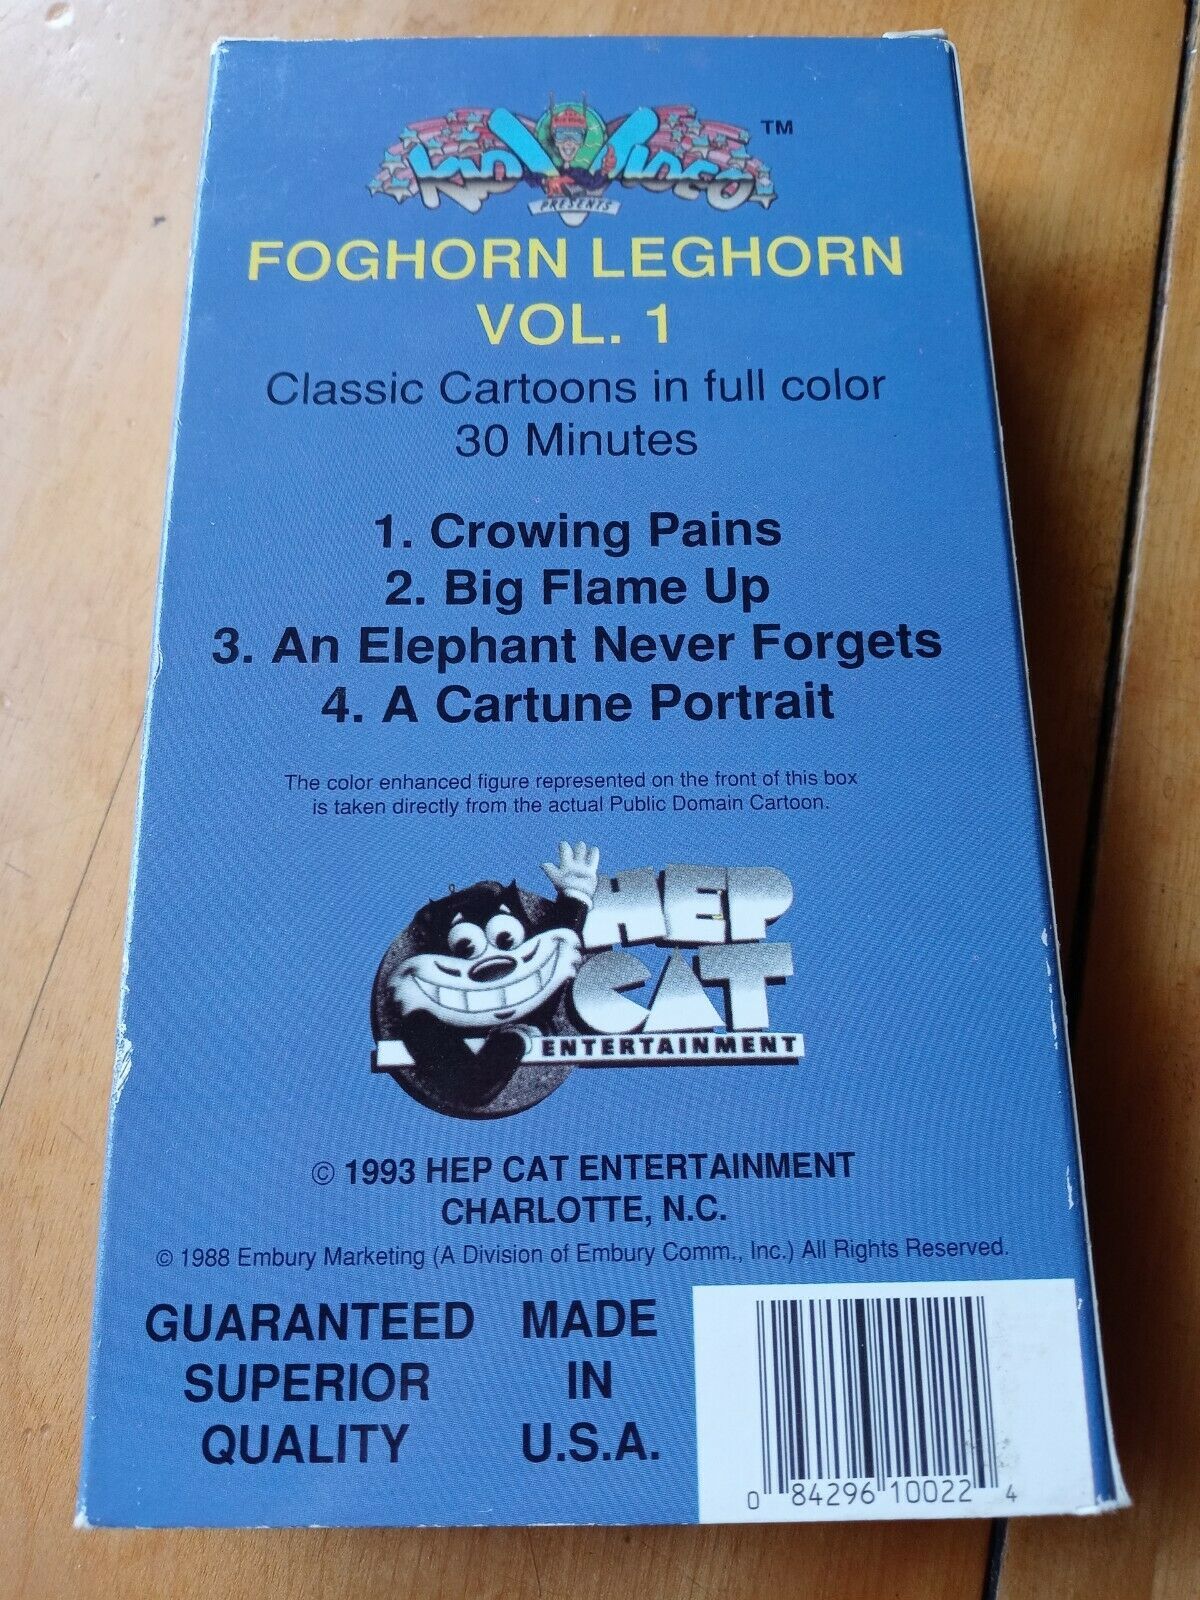 KID VIDEO TM
PRESENTS
FOGHORN LEGHORN
VOL. 1
Classic Cartoons in full color
30 Minutes
1. Crowing Pains
2. Big Flame Up
3. An Elephant Never Forgets
4. A Cartune Portrait
The color enhanced figure represented on the front of this box
is taken directly from the actual Public Domain Cartoon.
HEP
CAT
ENTERTAINMENT
© 1993 HEP CAT ENTERTAINMENT
CHARLOTTE, N.C.
© 1988 Embury Marketing (A Division of Embury Comm., Inc.) All Rights Reserved.
GUARANTEED
SUPERIOR
QUALITY
MADE
IN
U.S.A.
0 84296 10022 4